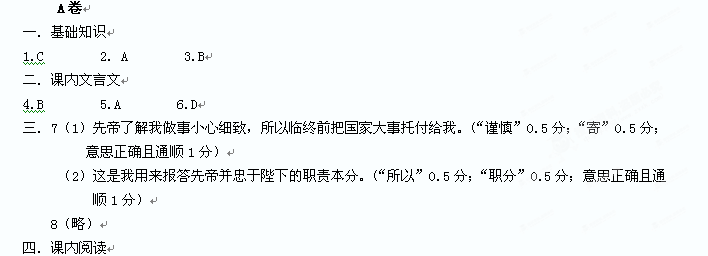 A卷
一．基础知识
1.C 2. A 3.B
二．课内文言文
4.B 5.A 6.D
三．7（1）先帝了解我做事小心细致，所以临终前把国家大事托付给我。（“谨慎”0.5分；“寄”0.5分；
意思正确且通顺1分）
（2）这是我用来报答先帝并忠于陛下的职责本分。（“所以”0.5分；“职分”0.5分；意思正确且通
顺1分）
8（略）
四．课内阅读